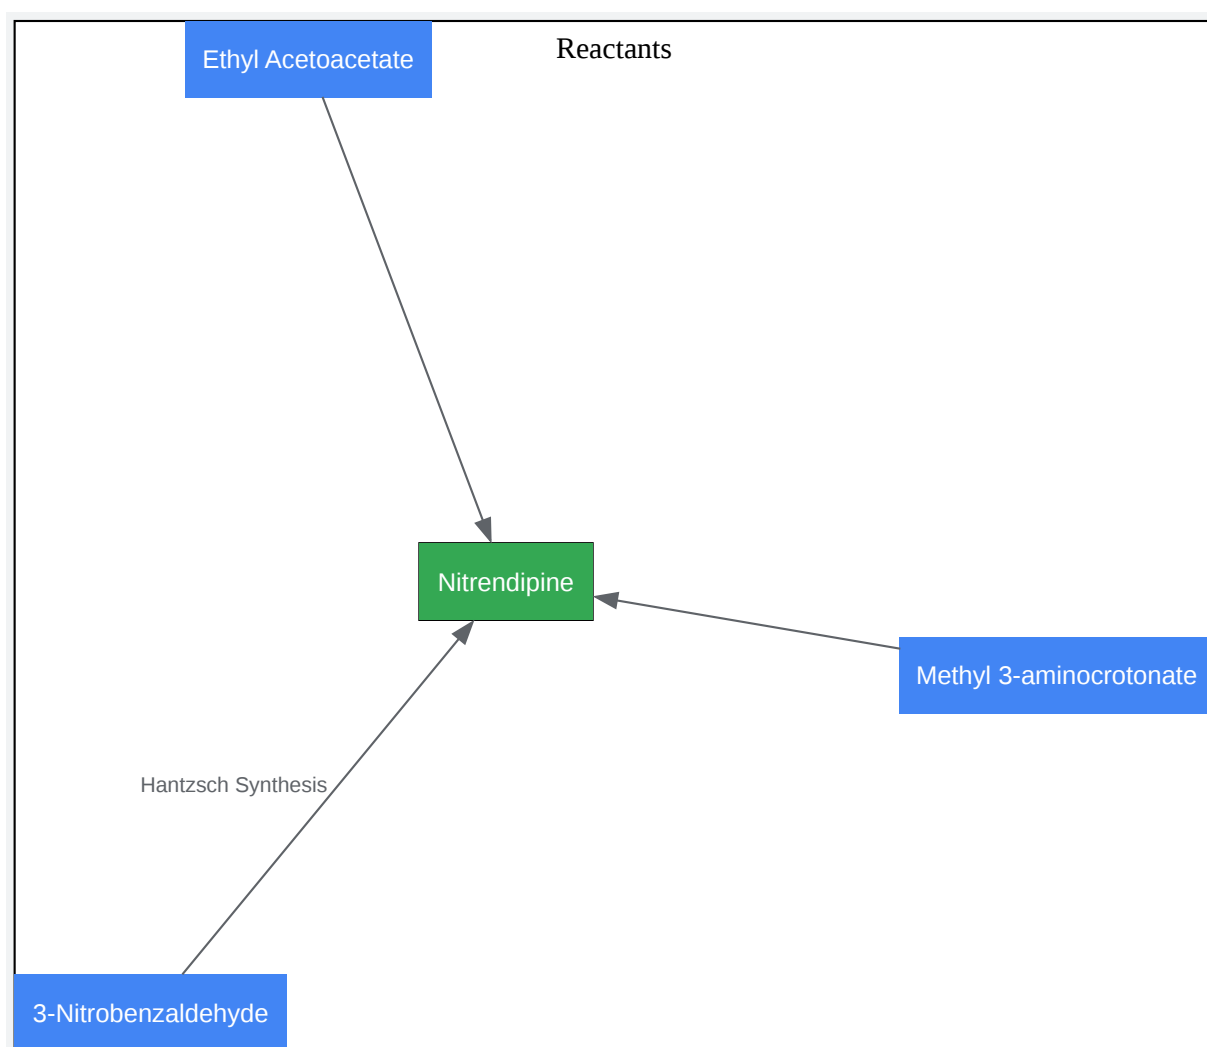 Reactants
Ethyl Acetoacetate
Nitrendipine
Methyl 3-aminocrotonate
Hantzsch Synthesis
3-Nitrobenzaldehyde